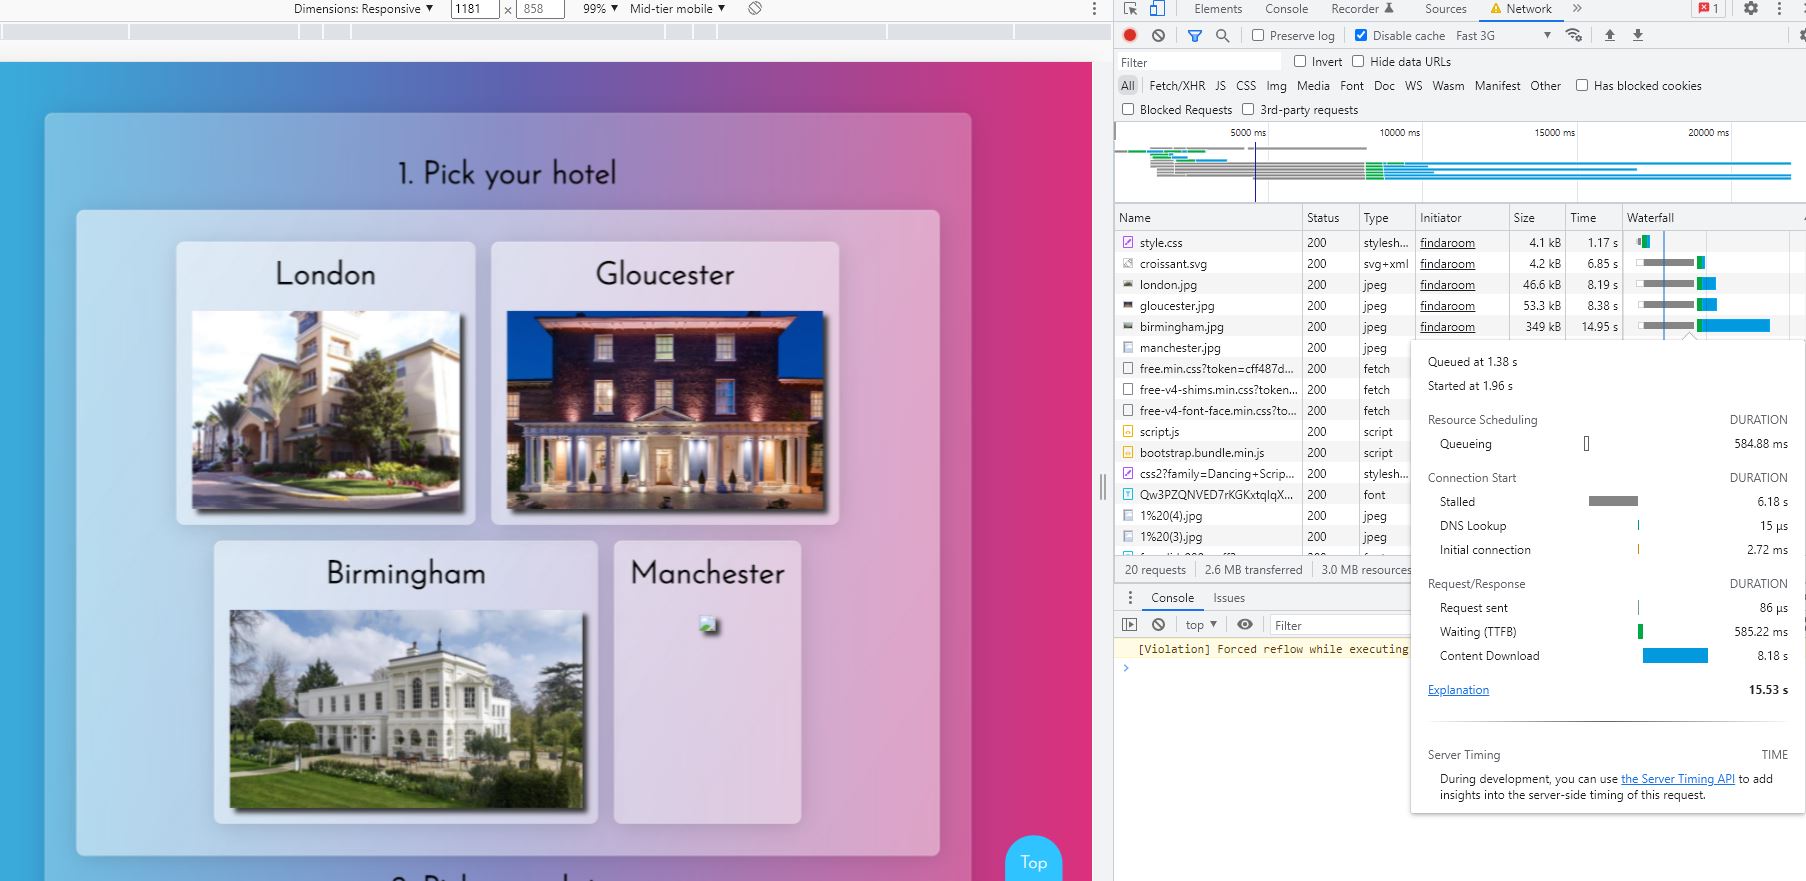 Dimensions: Responsive ▼ 1181 × 858 99% ▼ Mid-tier mobile ▼
Elements Console Recorder Sources Network » 1
Preserve log Disable cache Fast 3G ▼
Filter Invert Hide data URLs
All Fetch/XHR JS CSS Img Media Font Doc WS Wasm Manifest Other Has blocked cookies
Blocked Requests 3rd-party requests
5000 ms 10000 ms 15000 ms 20000 ms
Name Status Type Initiator Size Time Waterfall
style.css 200 stylesh... findaroom 4.1 kB 1.17 s
croissant.svg 200 svg+xml findaroom 4.2 kB 6.85 s
london.jpg 200 jpeg findaroom 46.6 kB 8.19 s
gloucester.jpg 200 jpeg findaroom 53.3 kB 8.38 s
birmingham.jpg 200 jpeg findaroom 349 kB 14.95 s
manchester.jpg 200 jpeg
free.min.css?token=cff487d... 200 fetch
free-v4-shims.min.css?token... 200 fetch
free-v4-font-face.min.css?to... 200 fetch
script.js 200 script
bootstrap.bundle.min.js 200 script
css2?family=Dancing+Scrip... 200 stylesh...
Qw3PZQNVED7rKGKxtqIqX... 200 font
1%20(4).jpg 200 jpeg
1%20(3).jpg 200 jpeg
20 requests 2.6 MB transferred 3.0 MB resources
Queued at 1.38 s
Started at 1.96 s
Resource Scheduling DURATION
Queueing 584.88 ms
Connection Start DURATION
Stalled 6.18 s
DNS Lookup 15 µs
Initial connection 2.72 ms
Request/Response DURATION
Request sent 86 µs
Waiting (TTFB) 585.22 ms
Content Download 8.18 s
Explanation 15.53 s
Server Timing TIME
During development, you can use the Server Timing API to add
insights into the server-side timing of this request.
Console Issues
top ▼ Filter
[Violation] Forced reflow while executing
1. Pick your hotel
London
Gloucester
Birmingham
Manchester
Top